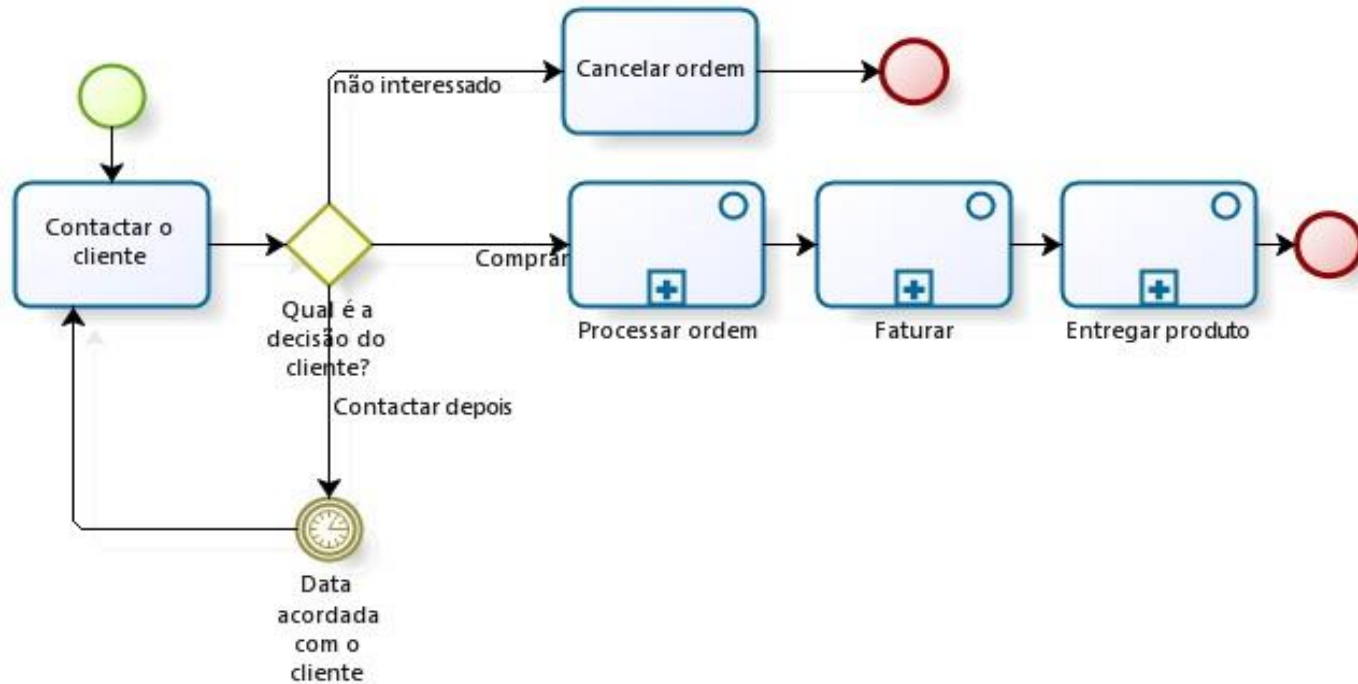 Cancelar ordem
não interessado
Contactar o
cliente
Comprar
Qual é a
decisão do
cliente?
Processar ordem
Faturar
Entregar produto
Contactar depois
Data
acordada
com o
cliente